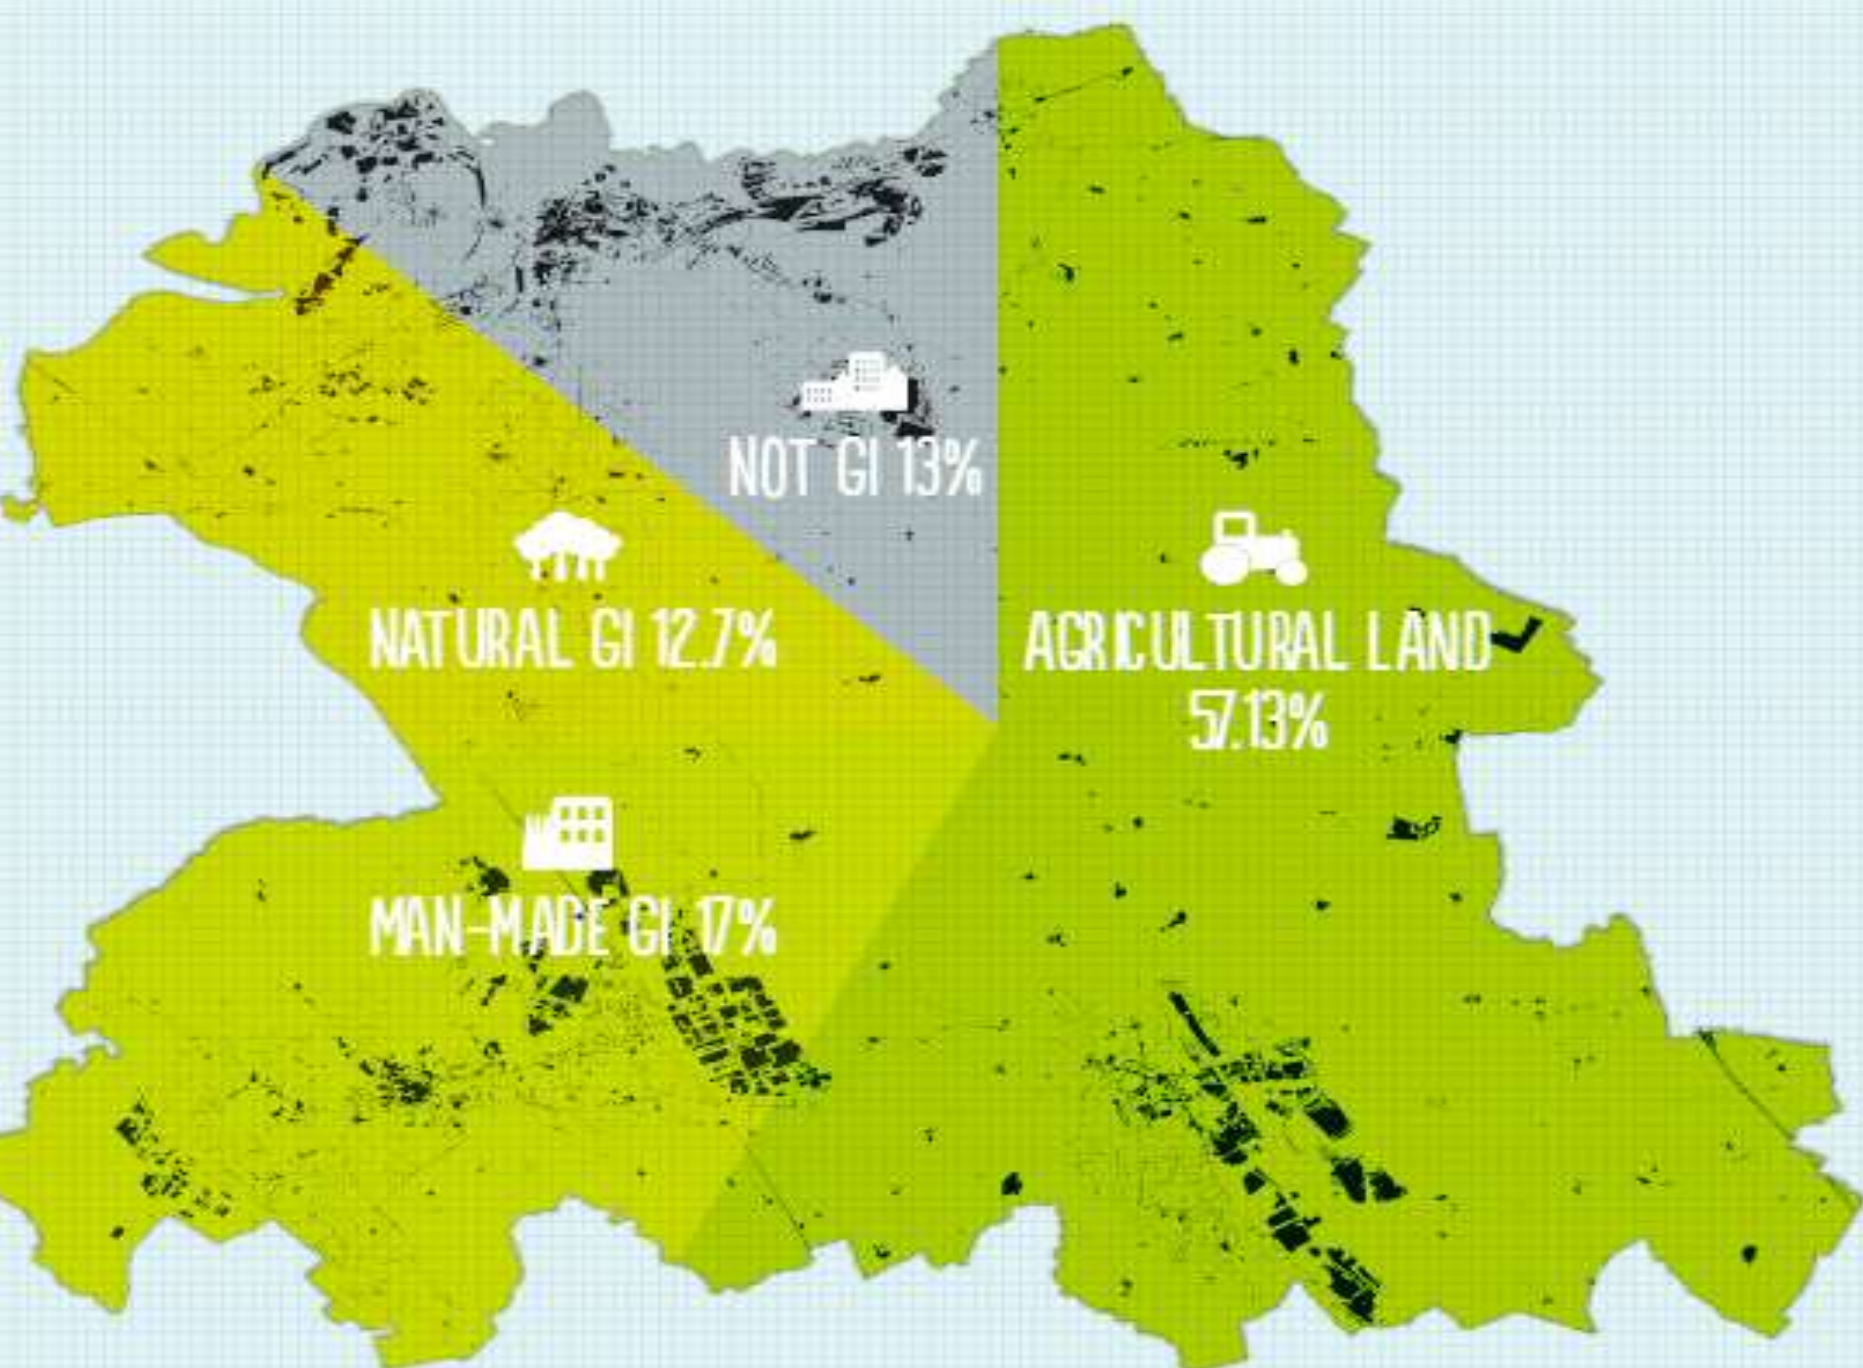 NOT GI 13%
NATURAL GI 12.7%
AGRICULTURAL LAND
57.13%
MAN-MADE GI 17%